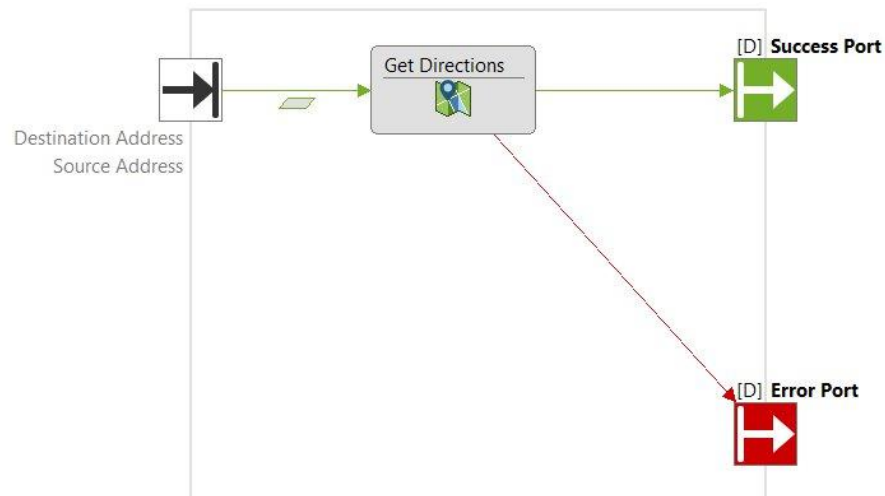 [D] Success Port
Get Directions
Destination Address
Source Address
[D] Error Port